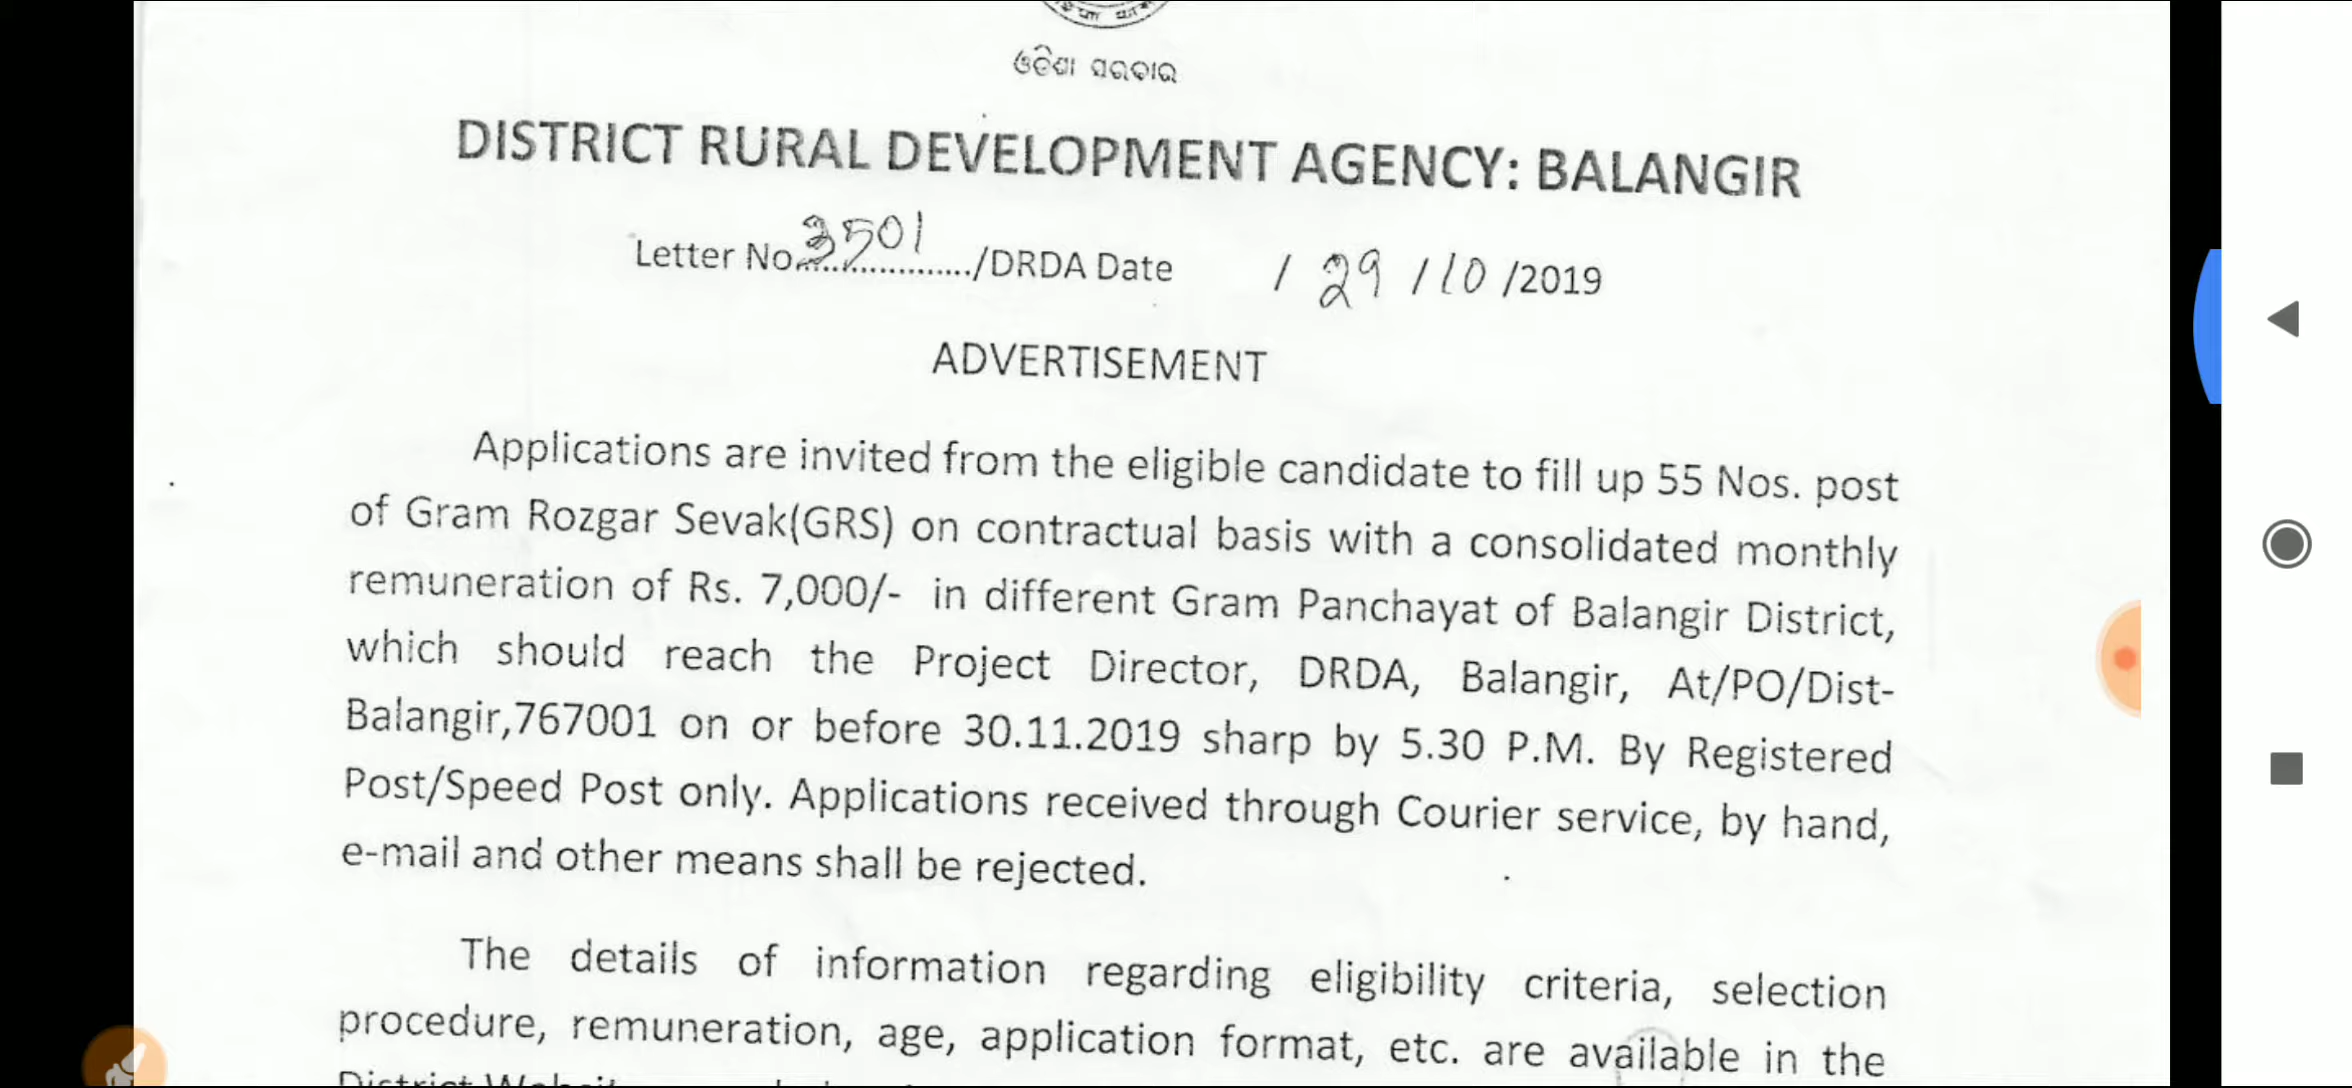 ଓଡିଶା ସରକାର
DISTRICT RURAL DEVELOPMENT AGENCY: BALANGIR
Letter No 3501................/DRDA Date / 29 /10 /2019
ADVERTISEMENT
Applications are invited from the eligible candidate to fill up 55 Nos. post
of Gram Rozgar Sevak(GRS) on contractual basis with a consolidated monthly
remuneration of Rs. 7,000/- in different Gram Panchayat of Balangir District,
which should reach the Project Director, DRDA, Balangir, At/PO/Dist-
Balangir,767001 on or before 30.11.2019 sharp by 5.30 P.M. By Registered
Post/Speed Post only. Applications received through Courier service, by hand,
e-mail and other means shall be rejected.
The details of information regarding eligibility criteria, selection
procedure, remuneration, age, application format, etc. are available in the